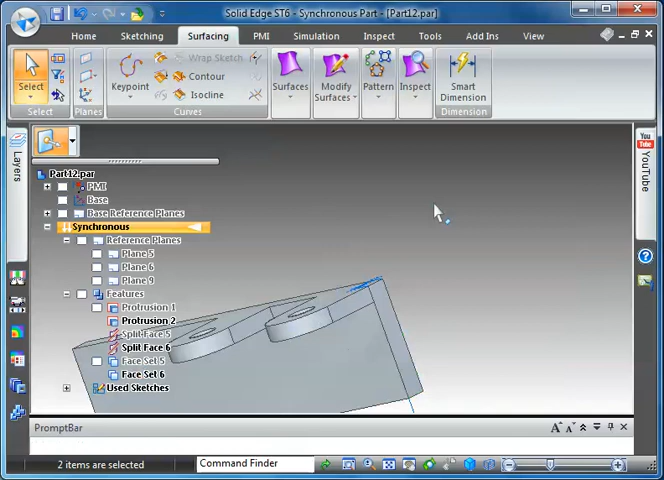 Solid Edge ST6 - Synchronous Part - [Part12.par]
Home Sketching Surfacing PMI Simulation Inspect Tools Add Ins View
Select Keypoint Wrap Sketch Contour Isocline Surfaces Modify Surfaces Pattern Inspect Smart Dimension
Select Planes Curves Dimension
Layers
You Tube
YouTube
Part12.par
PMI
Base
Base Reference Planes
Synchronous
Reference Planes
Plane 5
Plane 6
Plane 9
Features
Protrusion 1
Protrusion 2
Split Face 5
Split Face 6
Face Set 5
Face Set 6
Used Sketches
PromptBar
2 items are selected
Command Finder